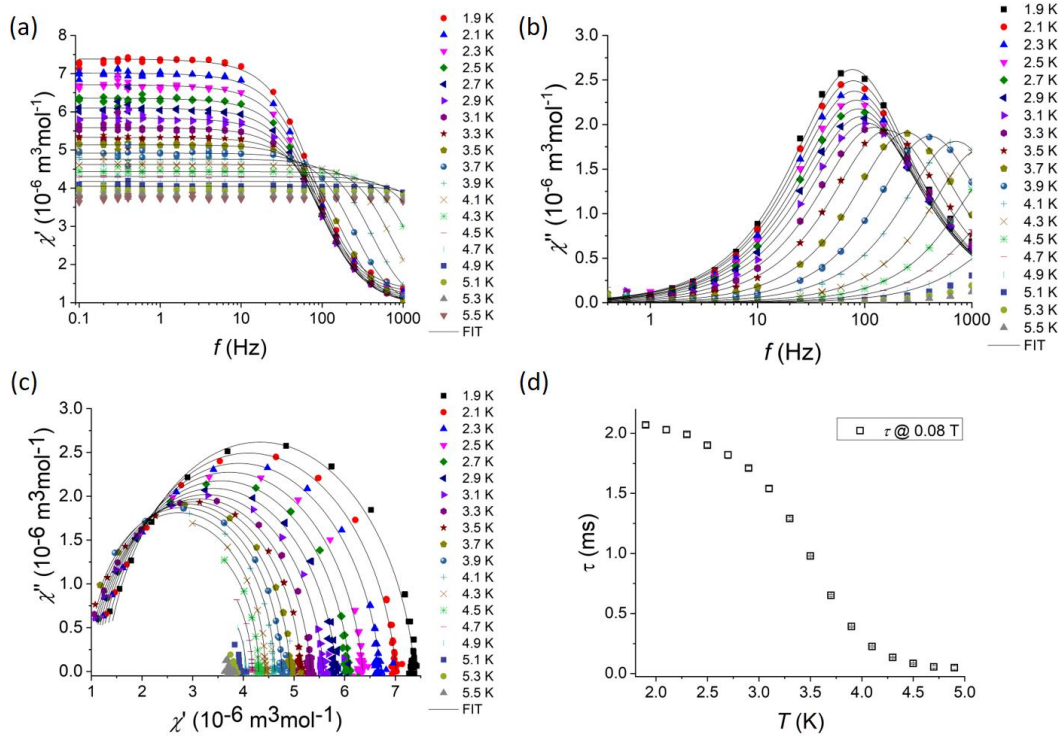 (a)
8
7
6
5
4
3
2
1
χ' (10⁻⁶ m³mol⁻¹)
0.1
1
10
100
1000
f (Hz)
1.9 K
2.1 K
2.3 K
2.5 K
2.7 K
2.9 K
3.1 K
3.3 K
3.5 K
3.7 K
3.9 K
4.1 K
4.3 K
4.5 K
4.7 K
4.9 K
5.1 K
5.3 K
5.5 K
FIT
(b)
3.0
2.5
2.0
1.5
1.0
0.5
0.0
χ'' (10⁻⁶ m³mol⁻¹)
1
10
100
1000
f (Hz)
1.9 K
2.1 K
2.3 K
2.5 K
2.7 K
2.9 K
3.1 K
3.3 K
3.5 K
3.7 K
3.9 K
4.1 K
4.3 K
4.5 K
4.7 K
4.9 K
5.1 K
5.3 K
5.5 K
FIT
(c)
3.0
2.5
2.0
1.5
1.0
0.5
0.0
χ'' (10⁻⁶ m³mol⁻¹)
1
2
3
4
5
6
7
χ' (10⁻⁶ m³mol⁻¹)
1.9 K
2.1 K
2.3 K
2.5 K
2.7 K
2.9 K
3.1 K
3.3 K
3.5 K
3.7 K
3.9 K
4.1 K
4.3 K
4.5 K
4.7 K
4.9 K
5.1 K
5.3 K
5.5 K
FIT
(d)
2.0
1.5
1.0
0.5
0.0
τ (ms)
2.0
2.5
3.0
3.5
4.0
4.5
5.0
T (K)
τ @ 0.08 T